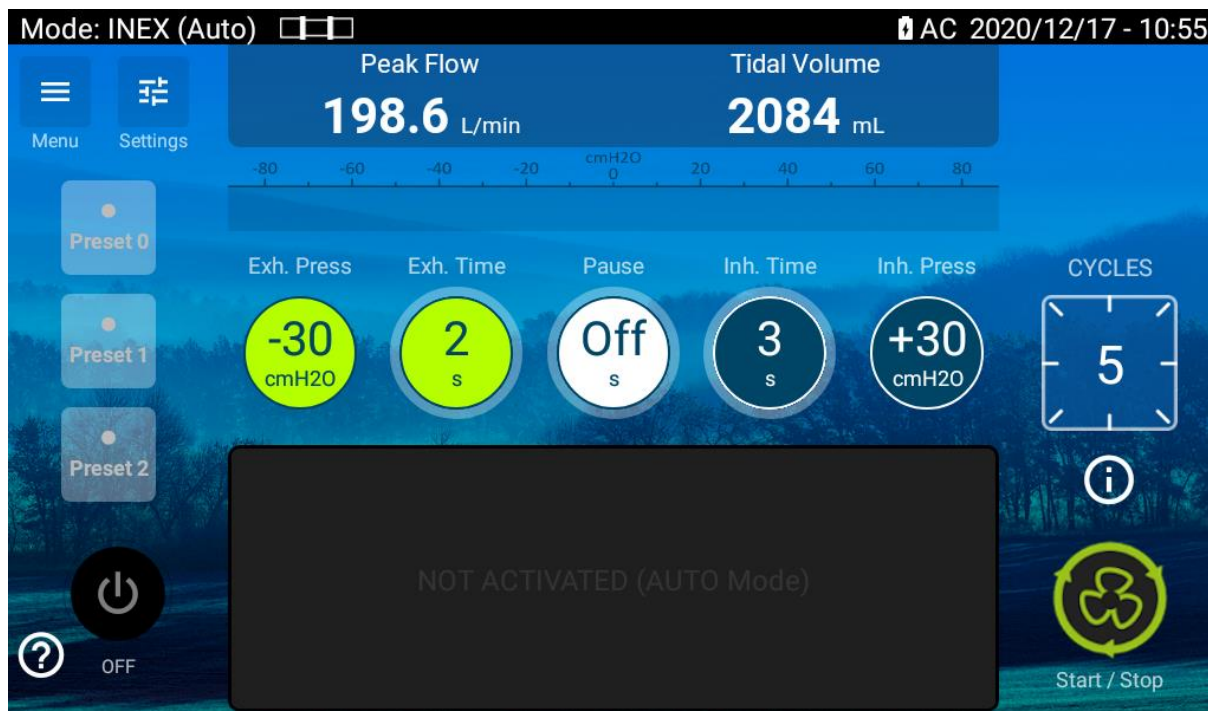 Mode: INEX (Auto)
AC 2020/12/17 - 10:55
Menu
Settings
Peak Flow
198.6 L/min
Tidal Volume
2084 mL
cmH2O
-80 -60 -40 -20 0 20 40 60 80
Preset 0
Preset 1
Preset 2
Exh. Press
-30
cmH2O
Exh. Time
2
s
Pause
Off
s
Inh. Time
3
s
Inh. Press
+30
cmH2O
CYCLES
5
i
NOT ACTIVATED (AUTO Mode)
?
OFF
Start / Stop